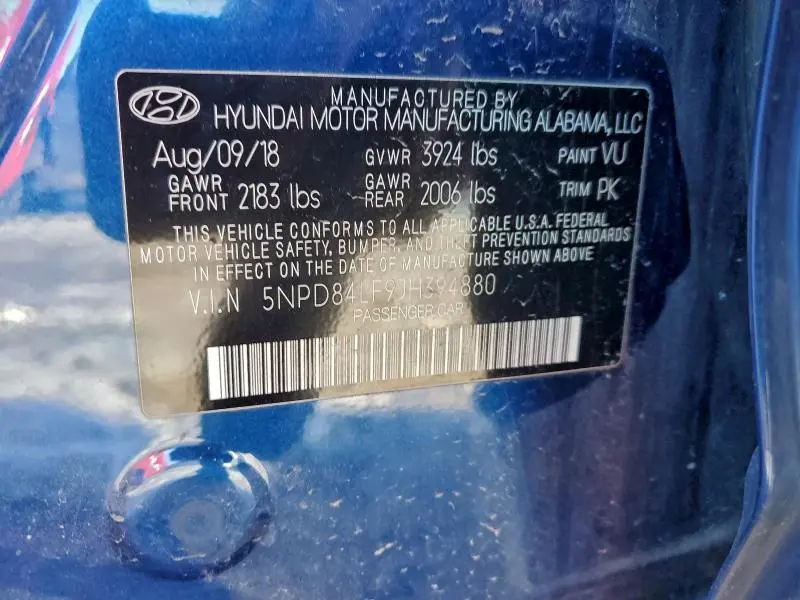 MANUFACTURED BY
HYUNDAI MOTOR MANUFACTURING ALABAMA, LLC
Aug/09/18 GVWR 3924 lbs PAINT VU
GAWR FRONT 2183 lbs GAWR REAR 2006 lbs TRIM PK
THIS VEHICLE CONFORMS TO ALL APPLICABLE U.S.A. FEDERAL
MOTOR VEHICLE SAFETY, BUMPER, AND THEFT PREVENTION STANDARDS
IN EFFECT ON THE DATE OF MANUFACTURE SHOWN ABOVE
V.I.N 5NPD84LF9JH394880
PASSENGER CAR